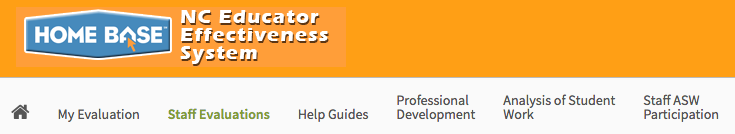 HOME BASE™
NC Educator
Effectiveness
System
My Evaluation
Staff Evaluations
Help Guides
Professional
Development
Analysis of Student
Work
Staff ASW
Participation